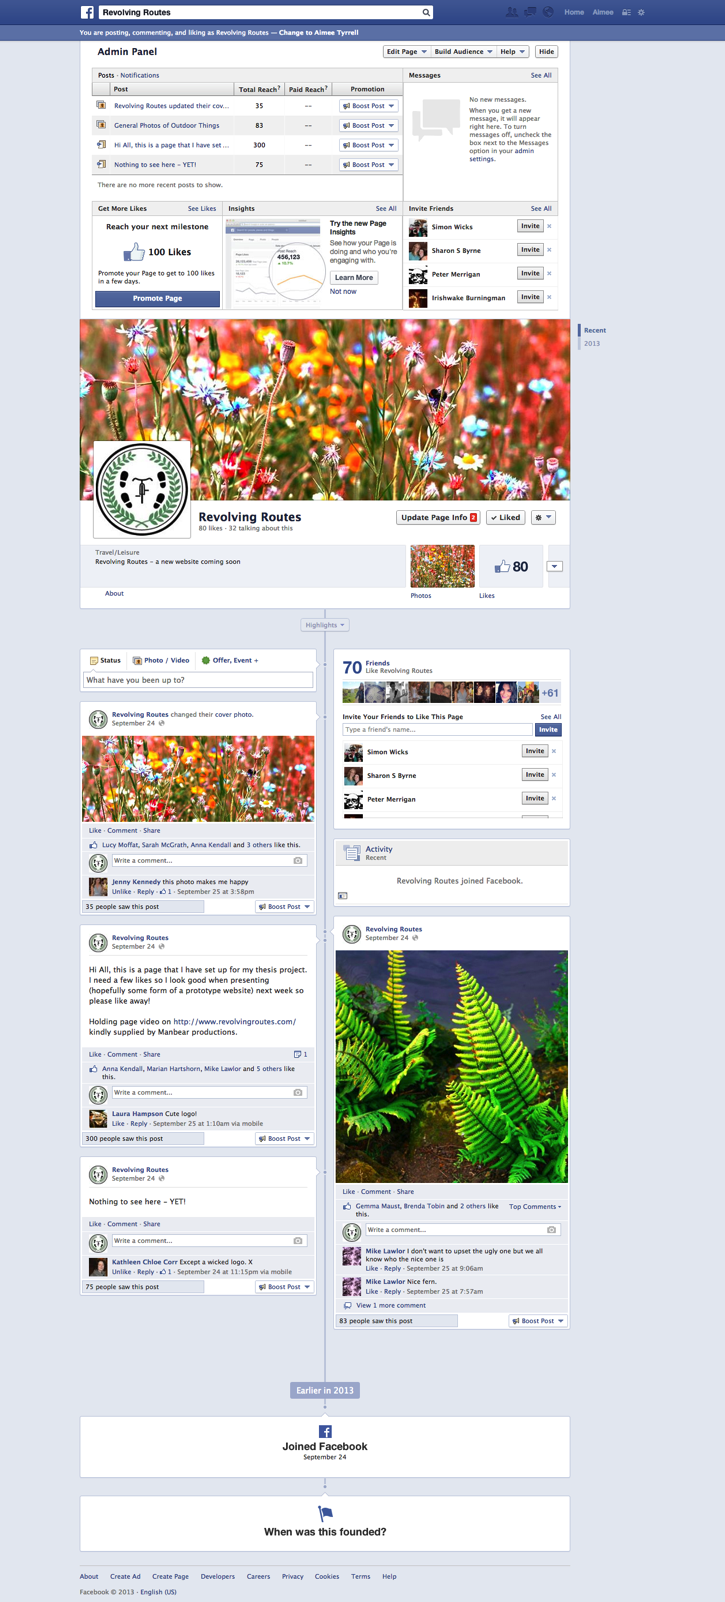 Revolving Routes
Home Aimee
You are posting, commenting, and liking as Revolving Routes — Change to Aimee Tyrrell
Admin Panel
Edit Page Build Audience Help Hide
Posts · Notifications
Post Total Reach? Paid Reach? Promotion
Revolving Routes updated their cov... 35 -- Boost Post
General Photos of Outdoor Things 83 -- Boost Post
Hi All, this is a page that I have set ... 300 -- Boost Post
Nothing to see here – YET! 75 -- Boost Post
There are no more recent posts to show.
Messages See All
No new messages.
When you get a new
message, it will appear
right here. To turn
messages off, uncheck the
box next to the Messages
option in your admin
settings.
Get More Likes See Likes
Reach your next milestone
100 Likes
Promote your Page to get to 100 likes
in a few days.
Promote Page
Insights See All
456,123
Try the new Page
Insights
See how your Page is
doing and who you're
engaging with.
Learn More
Not now
Invite Friends See All
Simon Wicks Invite ×
Sharon S Byrne Invite ×
Peter Merrigan Invite ×
Irishwake Burningman Invite ×
Recent
2013
Revolving Routes
80 likes · 32 talking about this
Update Page Info 2 Liked
Travel/Leisure
Revolving Routes – a new website coming soon
About
80
Photos Likes
Highlights
Status Photo / Video Offer, Event +
What have you been up to?
Revolving Routes changed their cover photo.
September 24
Like · Comment · Share
Lucy Moffat, Sarah McGrath, Anna Kendall and 3 others like this.
Write a comment...
Jenny Kennedy this photo makes me happy
Unlike · Reply · 1 · September 25 at 3:58pm
35 people saw this post Boost Post
Revolving Routes
September 24
Hi All, this is a page that I have set up for my thesis project.
I need a few likes so I look good when presenting
(hopefully some form of a prototype website) next week so
please like away!
Holding page video on http://www.revolvingroutes.com/
kindly supplied by Manbear productions.
Like · Comment · Share 1
Anna Kendall, Marian Hartshorn, Mike Lawlor and 5 others like
this.
Write a comment...
Laura Hampson Cute logo!
Like · Reply · September 25 at 1:10am via mobile
300 people saw this post Boost Post
Revolving Routes
September 24
Nothing to see here – YET!
Like · Comment · Share
Write a comment...
Kathleen Chloe Corr Except a wicked logo. X
Unlike · Reply · 1 · September 24 at 11:15pm via mobile
75 people saw this post Boost Post
70 Friends
Like Revolving Routes
+61
Invite Your Friends to Like This Page See All
Type a friend's name... Invite
Simon Wicks Invite ×
Sharon S Byrne Invite ×
Peter Merrigan Invite ×
Activity
Recent
Revolving Routes joined Facebook.
Revolving Routes
September 24
Like · Comment · Share
Gemma Maust, Brenda Tobin and 2 others like
this.
Top Comments
Write a comment...
Mike Lawlor I don't want to upset the ugly one but we all
know who the nice one is
Like · Reply · September 25 at 9:06am
Mike Lawlor Nice fern.
Like · Reply · September 25 at 7:57am
View 1 more comment
83 people saw this post Boost Post
Earlier in 2013
Joined Facebook
September 24
When was this founded?
About Create Ad Create Page Developers Careers Privacy Cookies Terms Help
Facebook © 2013 · English (US)